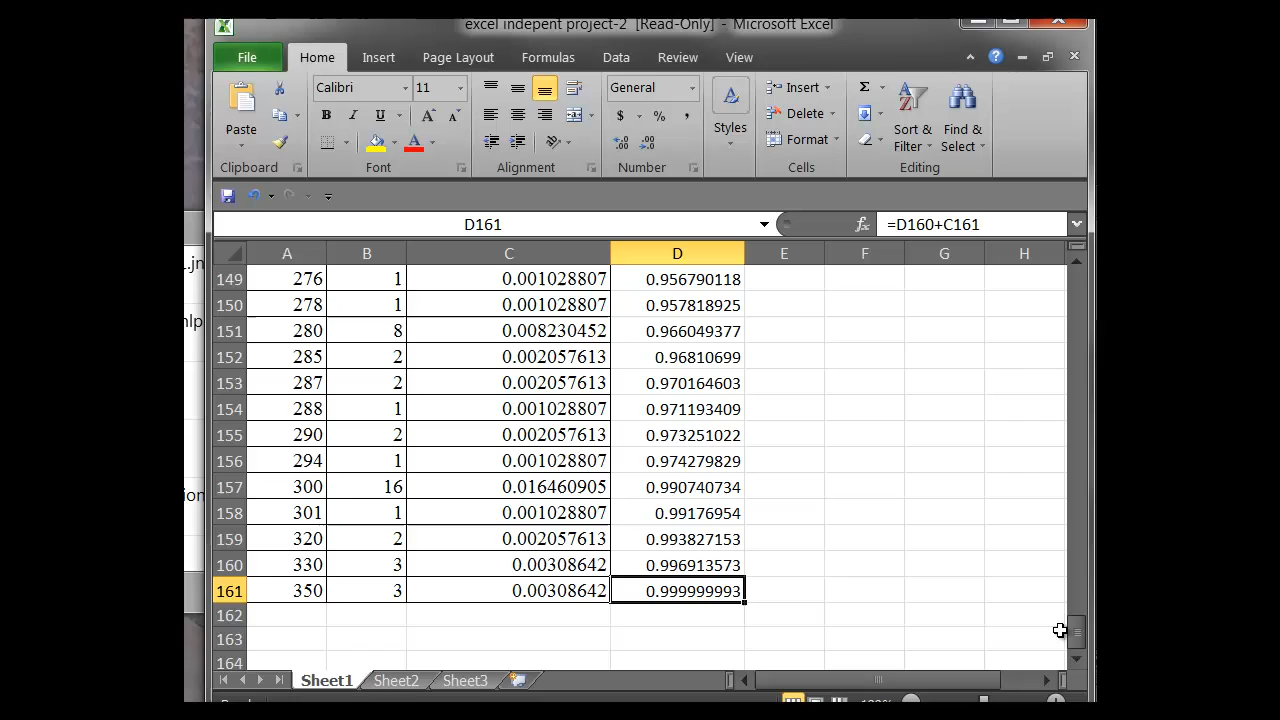 excel indepent project-2 [Read-Only] - Microsoft Excel
File Home Insert Page Layout Formulas Data Review View
Calibri 11 General Insert Σ
B I U A A $ % , Delete
Paste Styles Format Sort & Filter Find & Select
Clipboard Font Alignment Number Cells Editing
D161 fx =D160+C161
A B C D E F G H
149 276 1 0.001028807 0.956790118
150 278 1 0.001028807 0.957818925
151 280 8 0.008230452 0.966049377
152 285 2 0.002057613 0.96810699
153 287 2 0.002057613 0.970164603
154 288 1 0.001028807 0.971193409
155 290 2 0.002057613 0.973251022
156 294 1 0.001028807 0.974279829
157 300 16 0.016460905 0.990740734
158 301 1 0.001028807 0.99176954
159 320 2 0.002057613 0.993827153
160 330 3 0.00308642 0.996913573
161 350 3 0.00308642 0.999999993
162
163
164
Sheet1 Sheet2 Sheet3